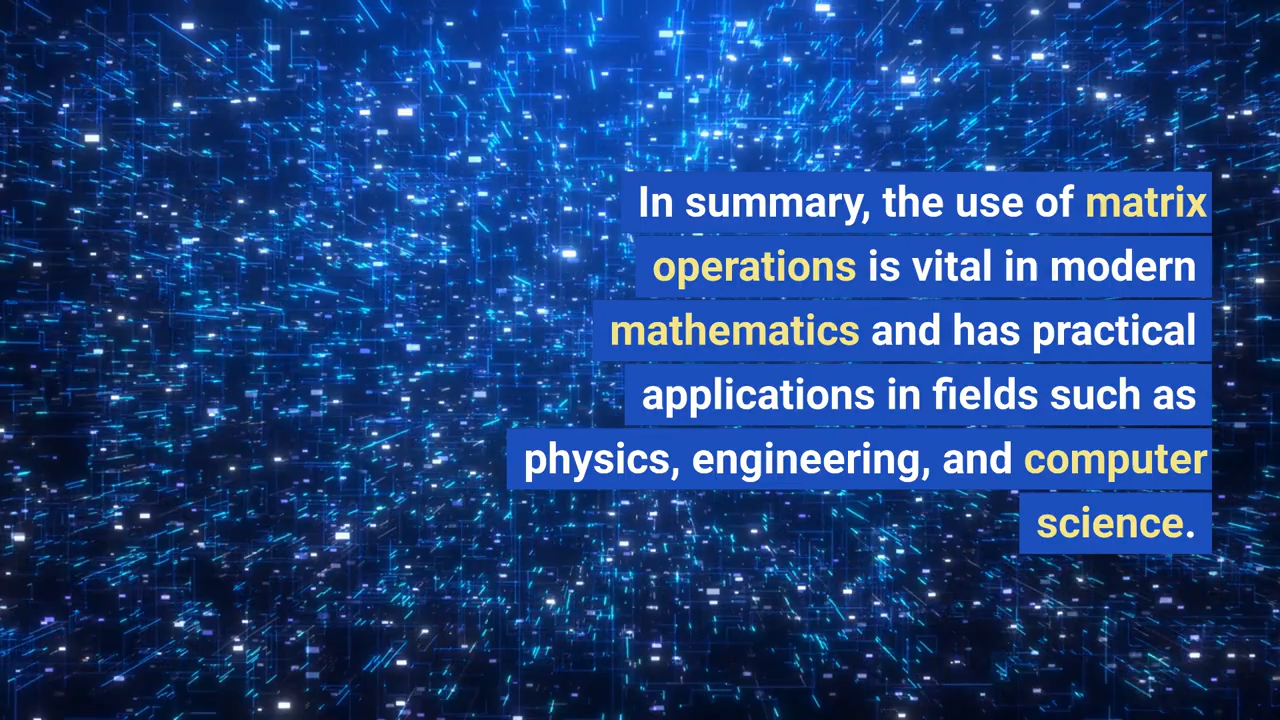 In summary, the use of matrix
operations is vital in modern
mathematics and has practical
applications in fields such as
physics, engineering, and computer
science.